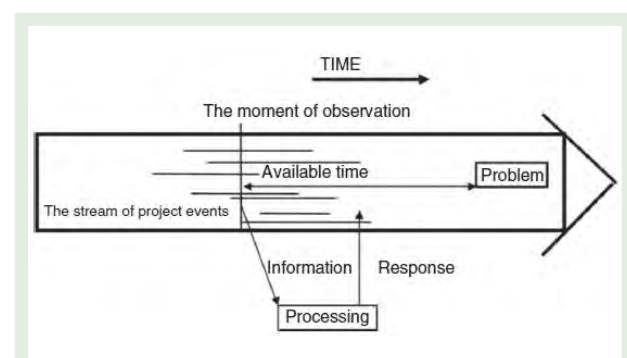 TIME
The moment of observation
Available time
Problem
The stream of project events
Information
Response
Processing